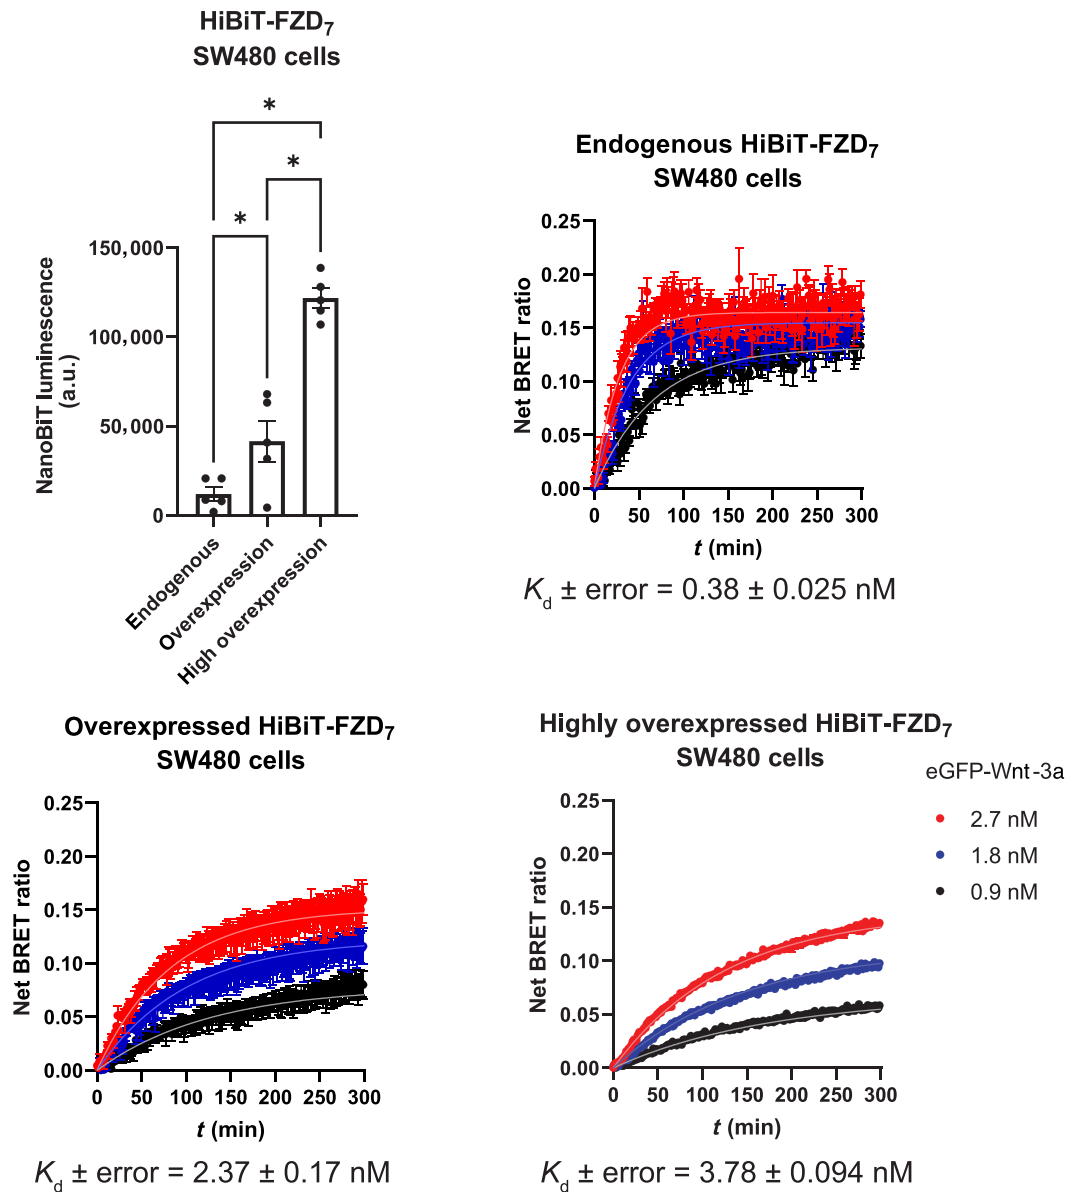 HiBiT-FZD₇
SW480 cells
*
*
*
NanoBiT luminescence
(a.u.)
150,000
100,000
50,000
0
Endogenous
Overexpression
High overexpression
Endogenous HiBiT-FZD₇
SW480 cells
Net BRET ratio
0.25
0.20
0.15
0.10
0.05
0.00
0 50 100 150 200 250 300
t (min)
K_d ± error = 0.38 ± 0.025 nM
Overexpressed HiBiT-FZD₇
SW480 cells
Net BRET ratio
0.25
0.20
0.15
0.10
0.05
0.00
0 50 100 150 200 250 300
t (min)
K_d ± error = 2.37 ± 0.17 nM
Highly overexpressed HiBiT-FZD₇
SW480 cells
Net BRET ratio
0.25
0.20
0.15
0.10
0.05
0.00
0 50 100 150 200 250 300
t (min)
K_d ± error = 3.78 ± 0.094 nM
eGFP-Wnt-3a
2.7 nM
1.8 nM
0.9 nM